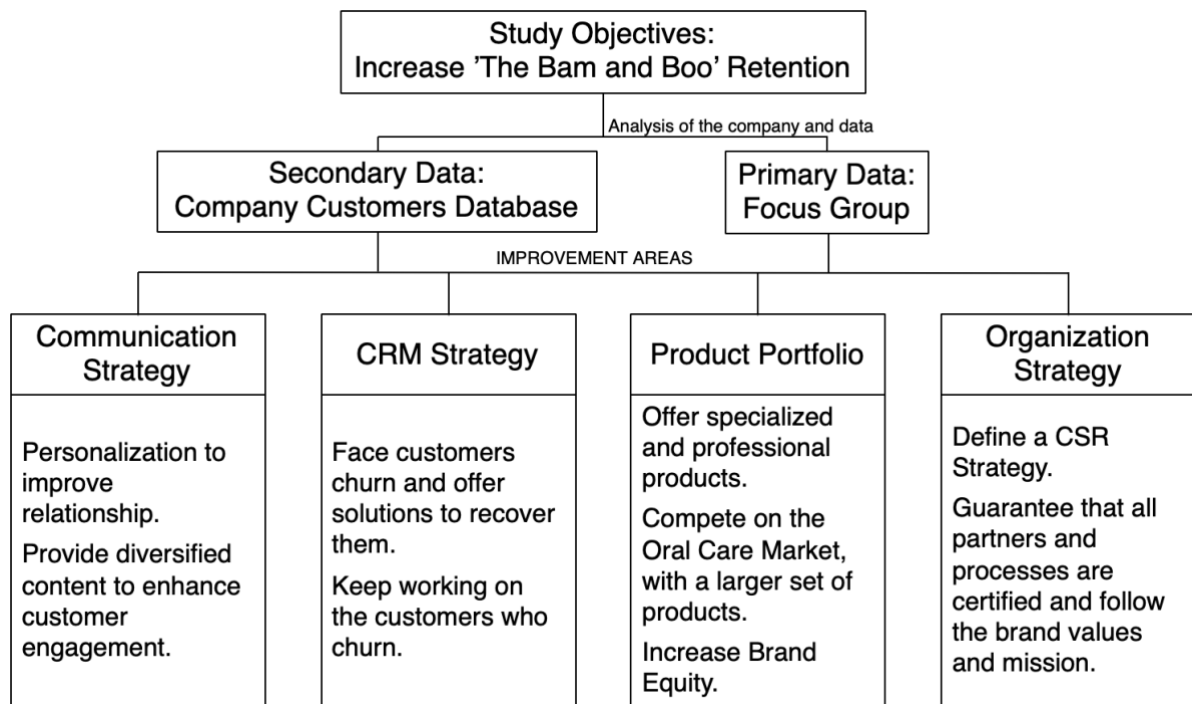 Study Objectives:
Increase ’The Bam and Boo’ Retention
Analysis of the company and data
Secondary Data:
Company Customers Database
Primary Data:
Focus Group
IMPROVEMENT AREAS
Communication
Strategy
Personalization to
improve
relationship.
Provide diversified
content to enhance
customer
engagement.
CRM Strategy
Face customers
churn and offer
solutions to recover
them.
Keep working on
the customers who
churn.
Product Portfolio
Offer specialized
and professional
products.
Compete on the
Oral Care Market,
with a larger set of
products.
Increase Brand
Equity.
Organization
Strategy
Define a CSR
Strategy.
Guarantee that all
partners and
processes are
certified and follow
the brand values
and mission.